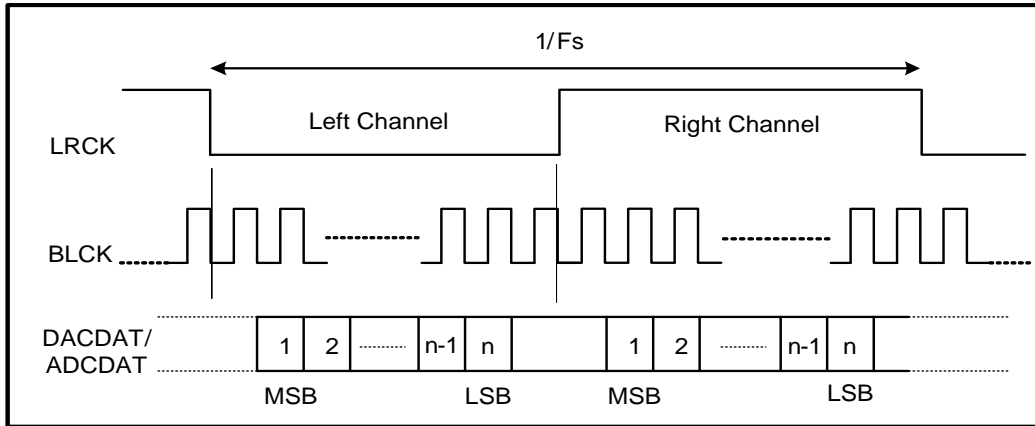 1/Fs
Left Channel
Right Channel
LRCK
BLCK
DACDAT/
ADCDAT
1 2 n-1 n 1 2 n-1 n
MSB LSB MSB LSB